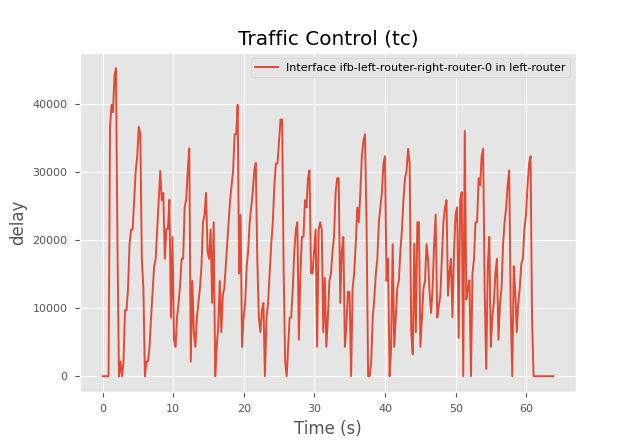 Traffic Control (tc)
Interface ifb-left-router-right-router-0 in left-router
40000
30000
20000
10000
0
delay
0 10 20 30 40 50 60
Time (s)